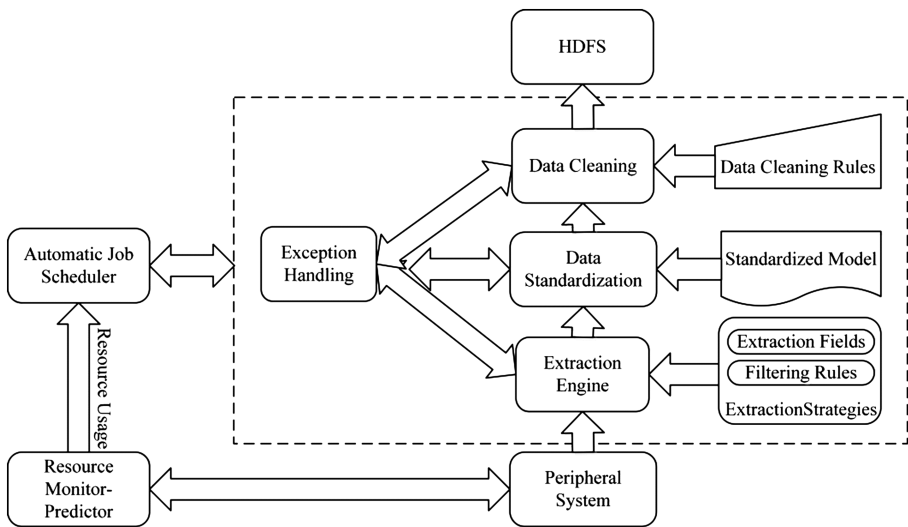 HDFS
Data Cleaning
Data Cleaning Rules
Automatic Job
Scheduler
Exception
Handling
Data
Standardization
Standardized Model
Resource Usage
Extraction
Engine
Extraction Fields
Filtering Rules
ExtractionStrategies
Resource
Monitor-
Predictor
Peripheral
System